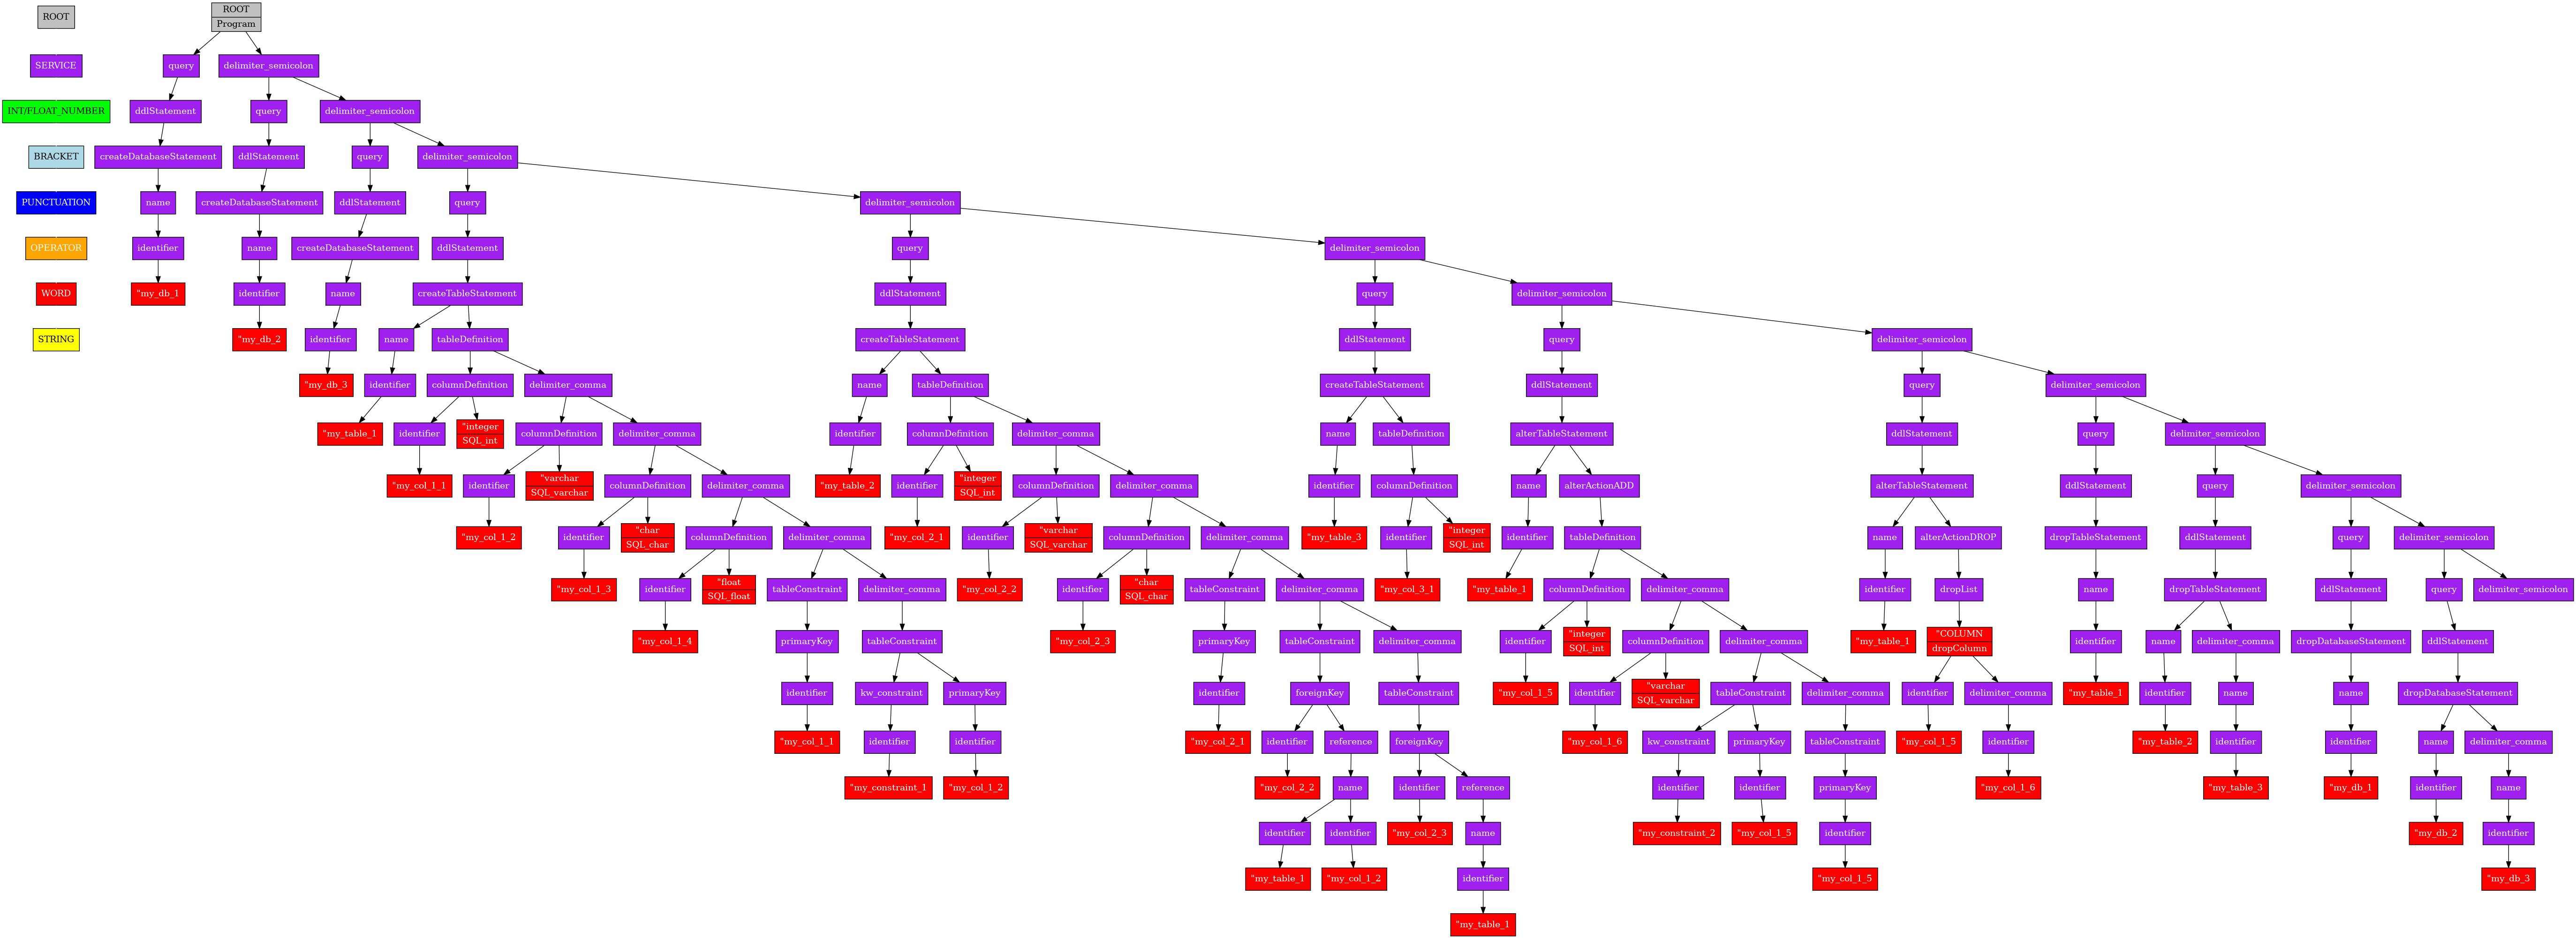 ROOT
ROOT
Program
SERVICE
query
delimiter_semicolon
INT/FLOAT_NUMBER
ddlStatement
query
delimiter_semicolon
BRACKET
createDatabaseStatement
ddlStatement
query
delimiter_semicolon
PUNCTUATION
name
createDatabaseStatement
ddlStatement
query
delimiter_semicolon
OPERATOR
identifier
name
createDatabaseStatement
ddlStatement
query
delimiter_semicolon
WORD
"my_db_1
identifier
name
createTableStatement
ddlStatement
query
delimiter_semicolon
STRING
"my_db_2
identifier
name
tableDefinition
createTableStatement
ddlStatement
query
delimiter_semicolon
"my_db_3
identifier
columnDefinition
delimiter_comma
name
tableDefinition
createTableStatement
ddlStatement
query
delimiter_semicolon
"my_table_1
identifier
"integer
SQL_int
columnDefinition
delimiter_comma
identifier
columnDefinition
delimiter_comma
name
tableDefinition
alterTableStatement
ddlStatement
query
delimiter_semicolon
"my_col_1_1
identifier
"varchar
SQL_varchar
columnDefinition
delimiter_comma
"my_table_2
identifier
"integer
SQL_int
columnDefinition
delimiter_comma
identifier
columnDefinition
name
alterActionADD
alterTableStatement
ddlStatement
query
delimiter_semicolon
"my_col_1_2
identifier
"char
SQL_char
columnDefinition
delimiter_comma
"my_col_2_1
identifier
"varchar
SQL_varchar
columnDefinition
delimiter_comma
"my_table_3
identifier
"integer
SQL_int
identifier
tableDefinition
name
alterActionDROP
dropTableStatement
ddlStatement
query
delimiter_semicolon
"my_col_1_3
identifier
"float
SQL_float
tableConstraint
delimiter_comma
"my_col_2_2
identifier
"char
SQL_char
tableConstraint
delimiter_comma
"my_col_3_1
"my_table_1
columnDefinition
delimiter_comma
identifier
dropList
name
dropTableStatement
ddlStatement
query
delimiter_semicolon
"my_col_1_4
primaryKey
tableConstraint
"my_col_2_3
primaryKey
tableConstraint
delimiter_comma
identifier
"integer
SQL_int
columnDefinition
delimiter_comma
"my_table_1
"COLUMN
dropColumn
identifier
name
delimiter_comma
dropDatabaseStatement
ddlStatement
identifier
kw_constraint
primaryKey
identifier
foreignKey
tableConstraint
"my_col_1_5
identifier
"varchar
SQL_varchar
tableConstraint
delimiter_comma
identifier
delimiter_comma
"my_table_1
identifier
name
name
dropDatabaseStatement
"my_col_1_1
identifier
identifier
"my_col_2_1
identifier
reference
foreignKey
"my_col_1_6
kw_constraint
primaryKey
tableConstraint
"my_col_1_5
identifier
"my_table_2
identifier
identifier
name
delimiter_comma
"my_constraint_1
"my_col_1_2
"my_col_2_2
name
identifier
reference
identifier
identifier
primaryKey
"my_col_1_6
"my_table_3
"my_db_1
identifier
name
identifier
identifier
"my_col_2_3
name
"my_constraint_2
"my_col_1_5
identifier
"my_db_2
identifier
"my_table_1
"my_col_1_2
identifier
"my_col_1_5
"my_db_3
"my_table_1